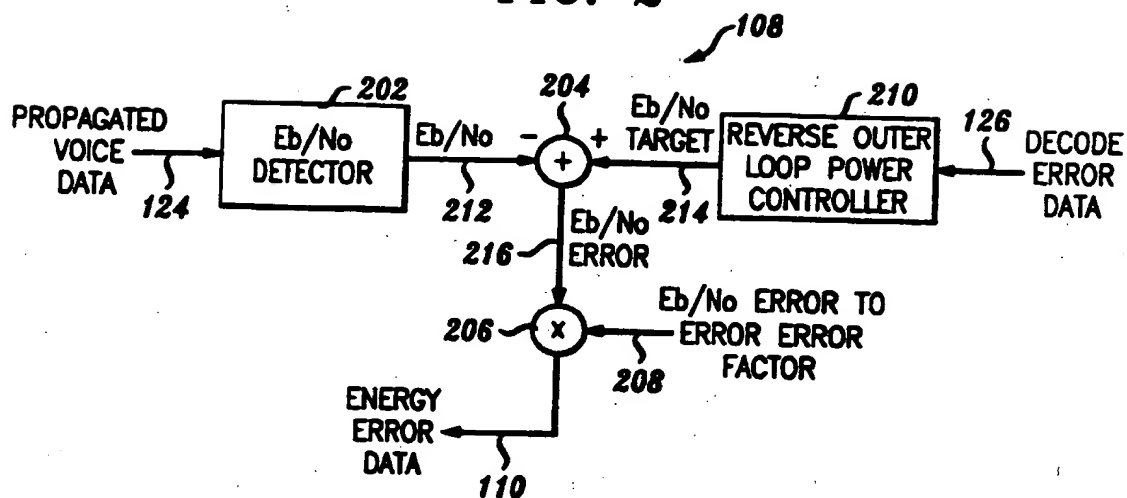 FIG. 2
108
202
204
210
PROPAGATED
VOICE
DATA
124
Eb/No
DETECTOR
Eb/No
212
-
+
+
Eb/No
TARGET
214
REVERSE OUTER
LOOP POWER
CONTROLLER
126
DECODE
ERROR
DATA
216
Eb/No
ERROR
206
X
Eb/No ERROR TO
ERROR ERROR
FACTOR
208
ENERGY
ERROR
DATA
110